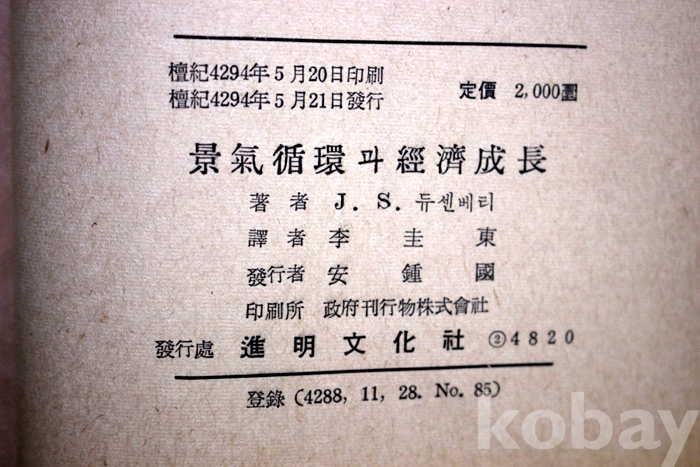 檀紀4294年5月20日印刷
檀紀4294年5月21日發行
定價 2,000圜
景氣循環과經濟成長
著者 J. S. 듀센베리
譯者 李圭東
發行者 安鍾國
印刷所 政府刊行物株式會社
發行處 進明文化社 ②4820
登錄 (4288, 11, 28. No. 85)
kobay